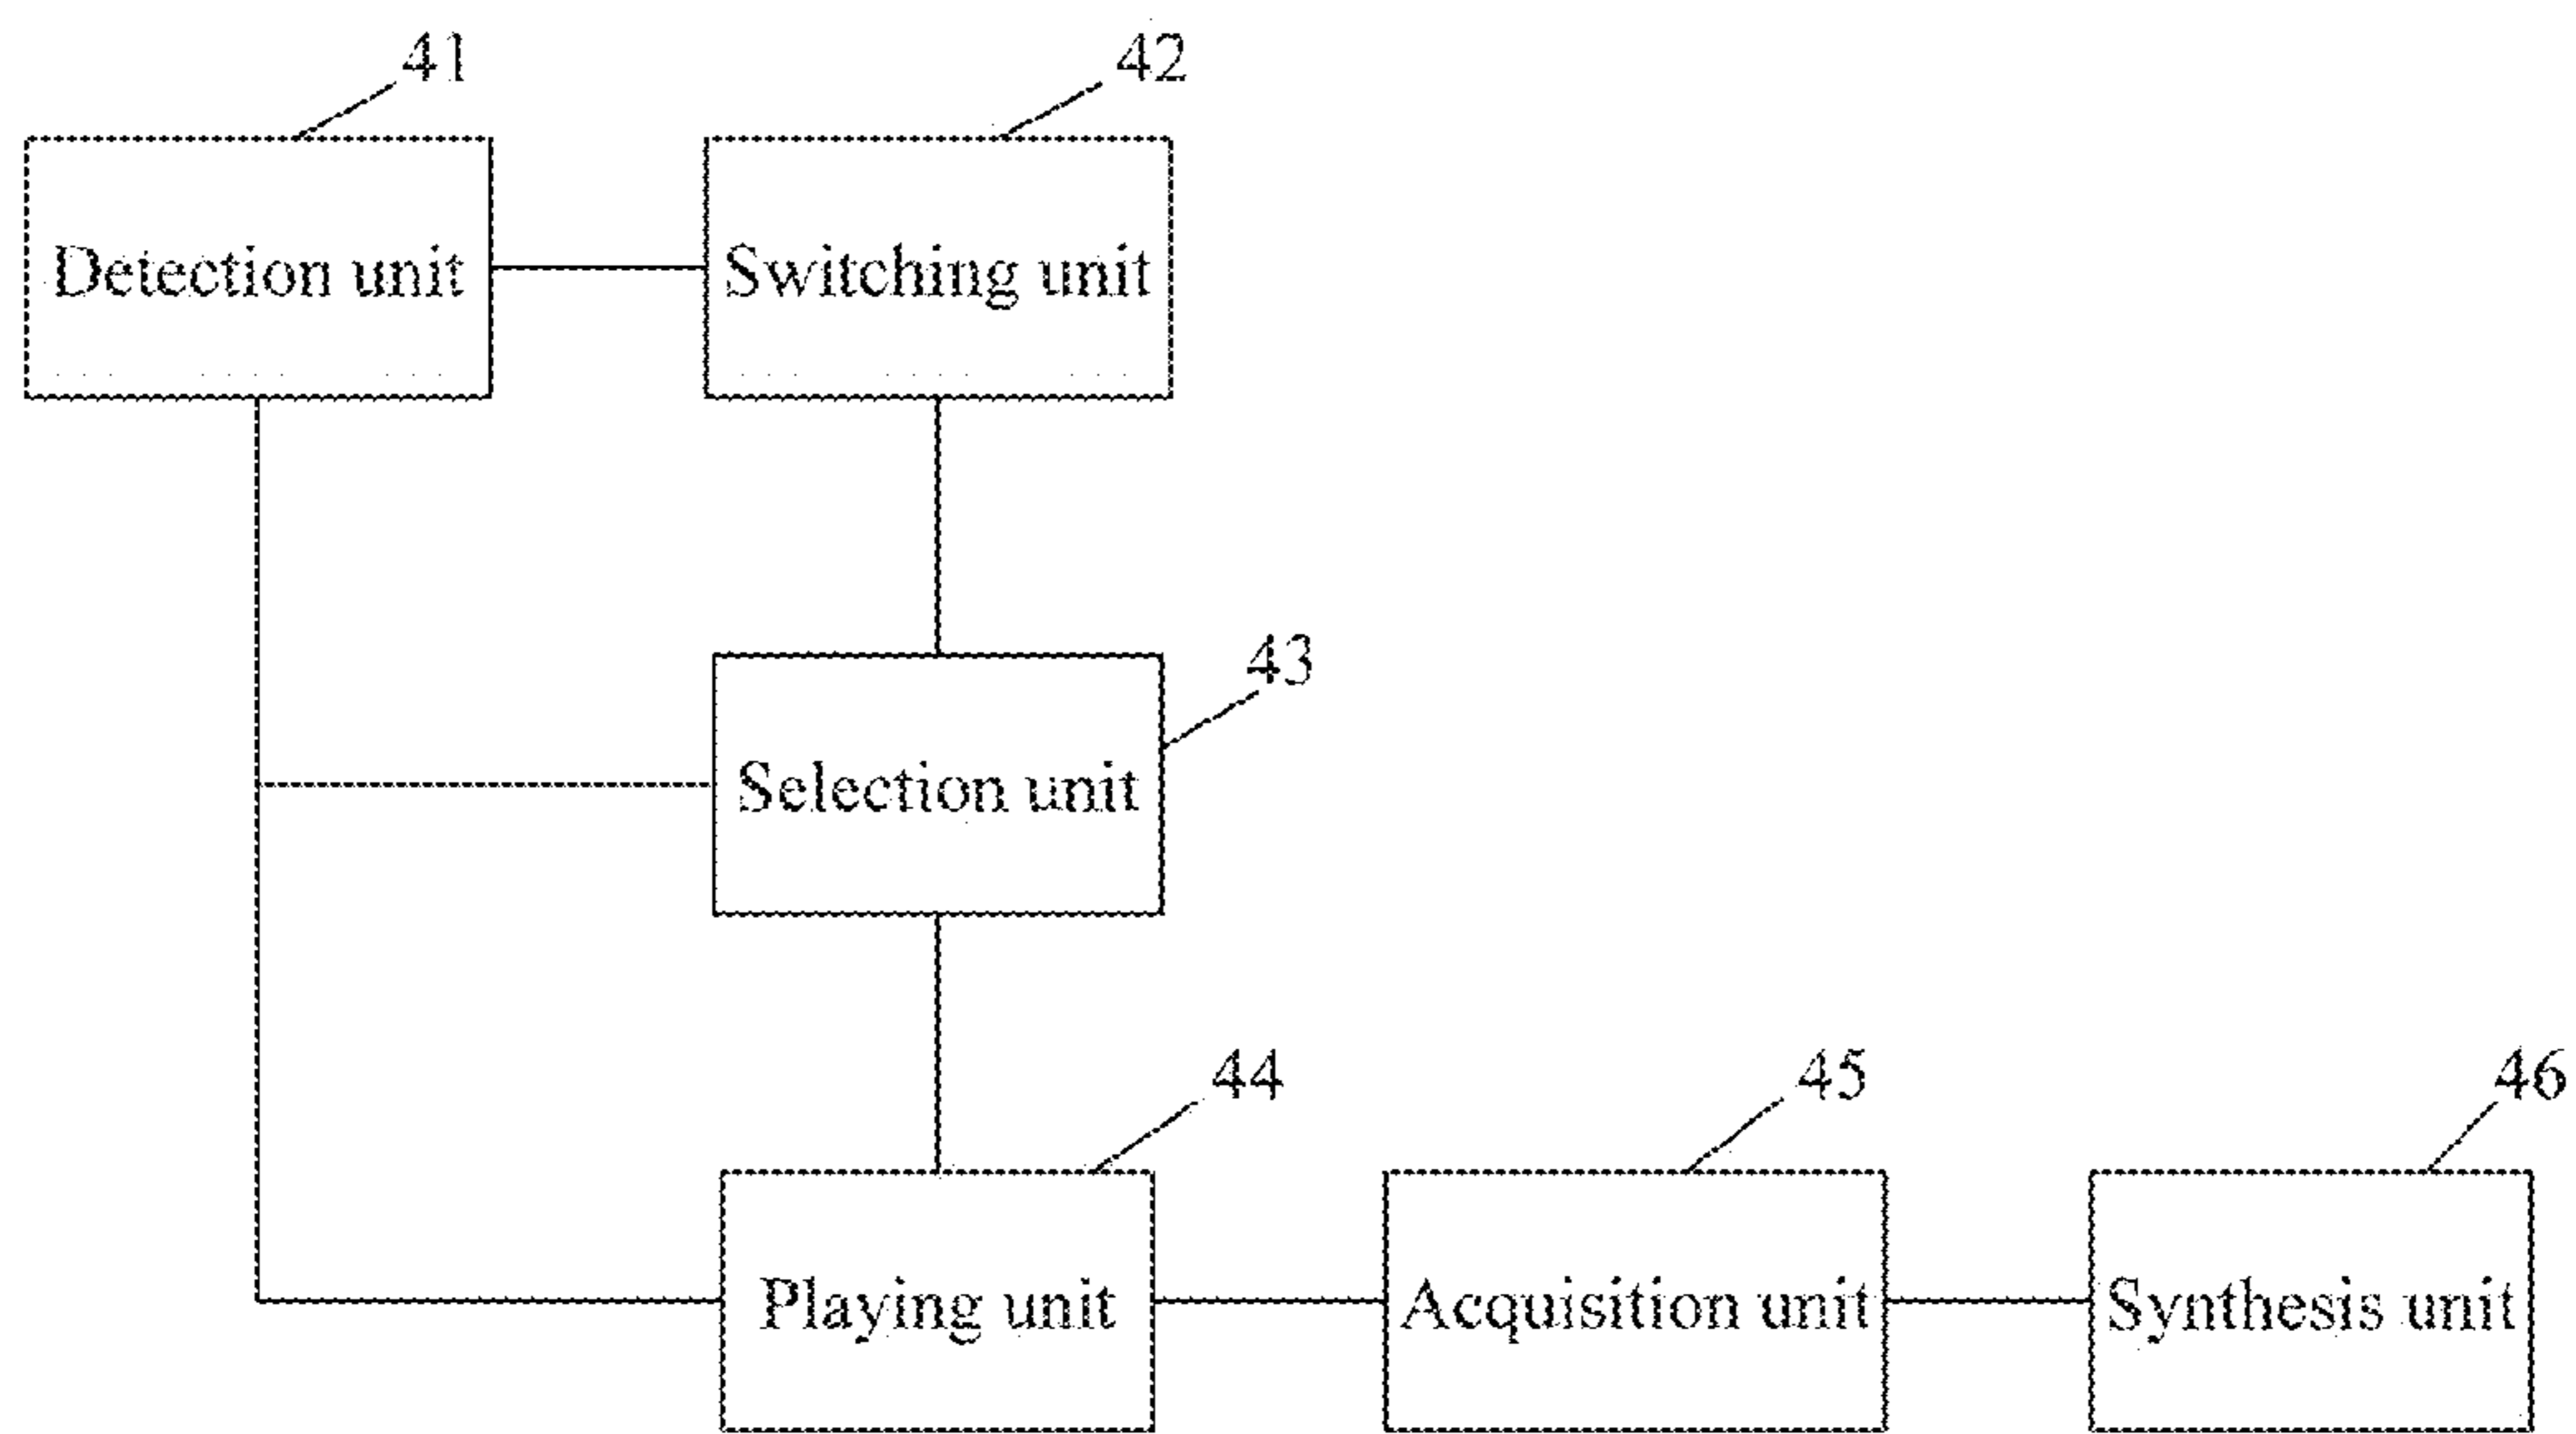 41
42
Detection unit
Switching unit
43
Selection unit
44
45
46
Playing unit
Acquisition unit
Synthesis unit